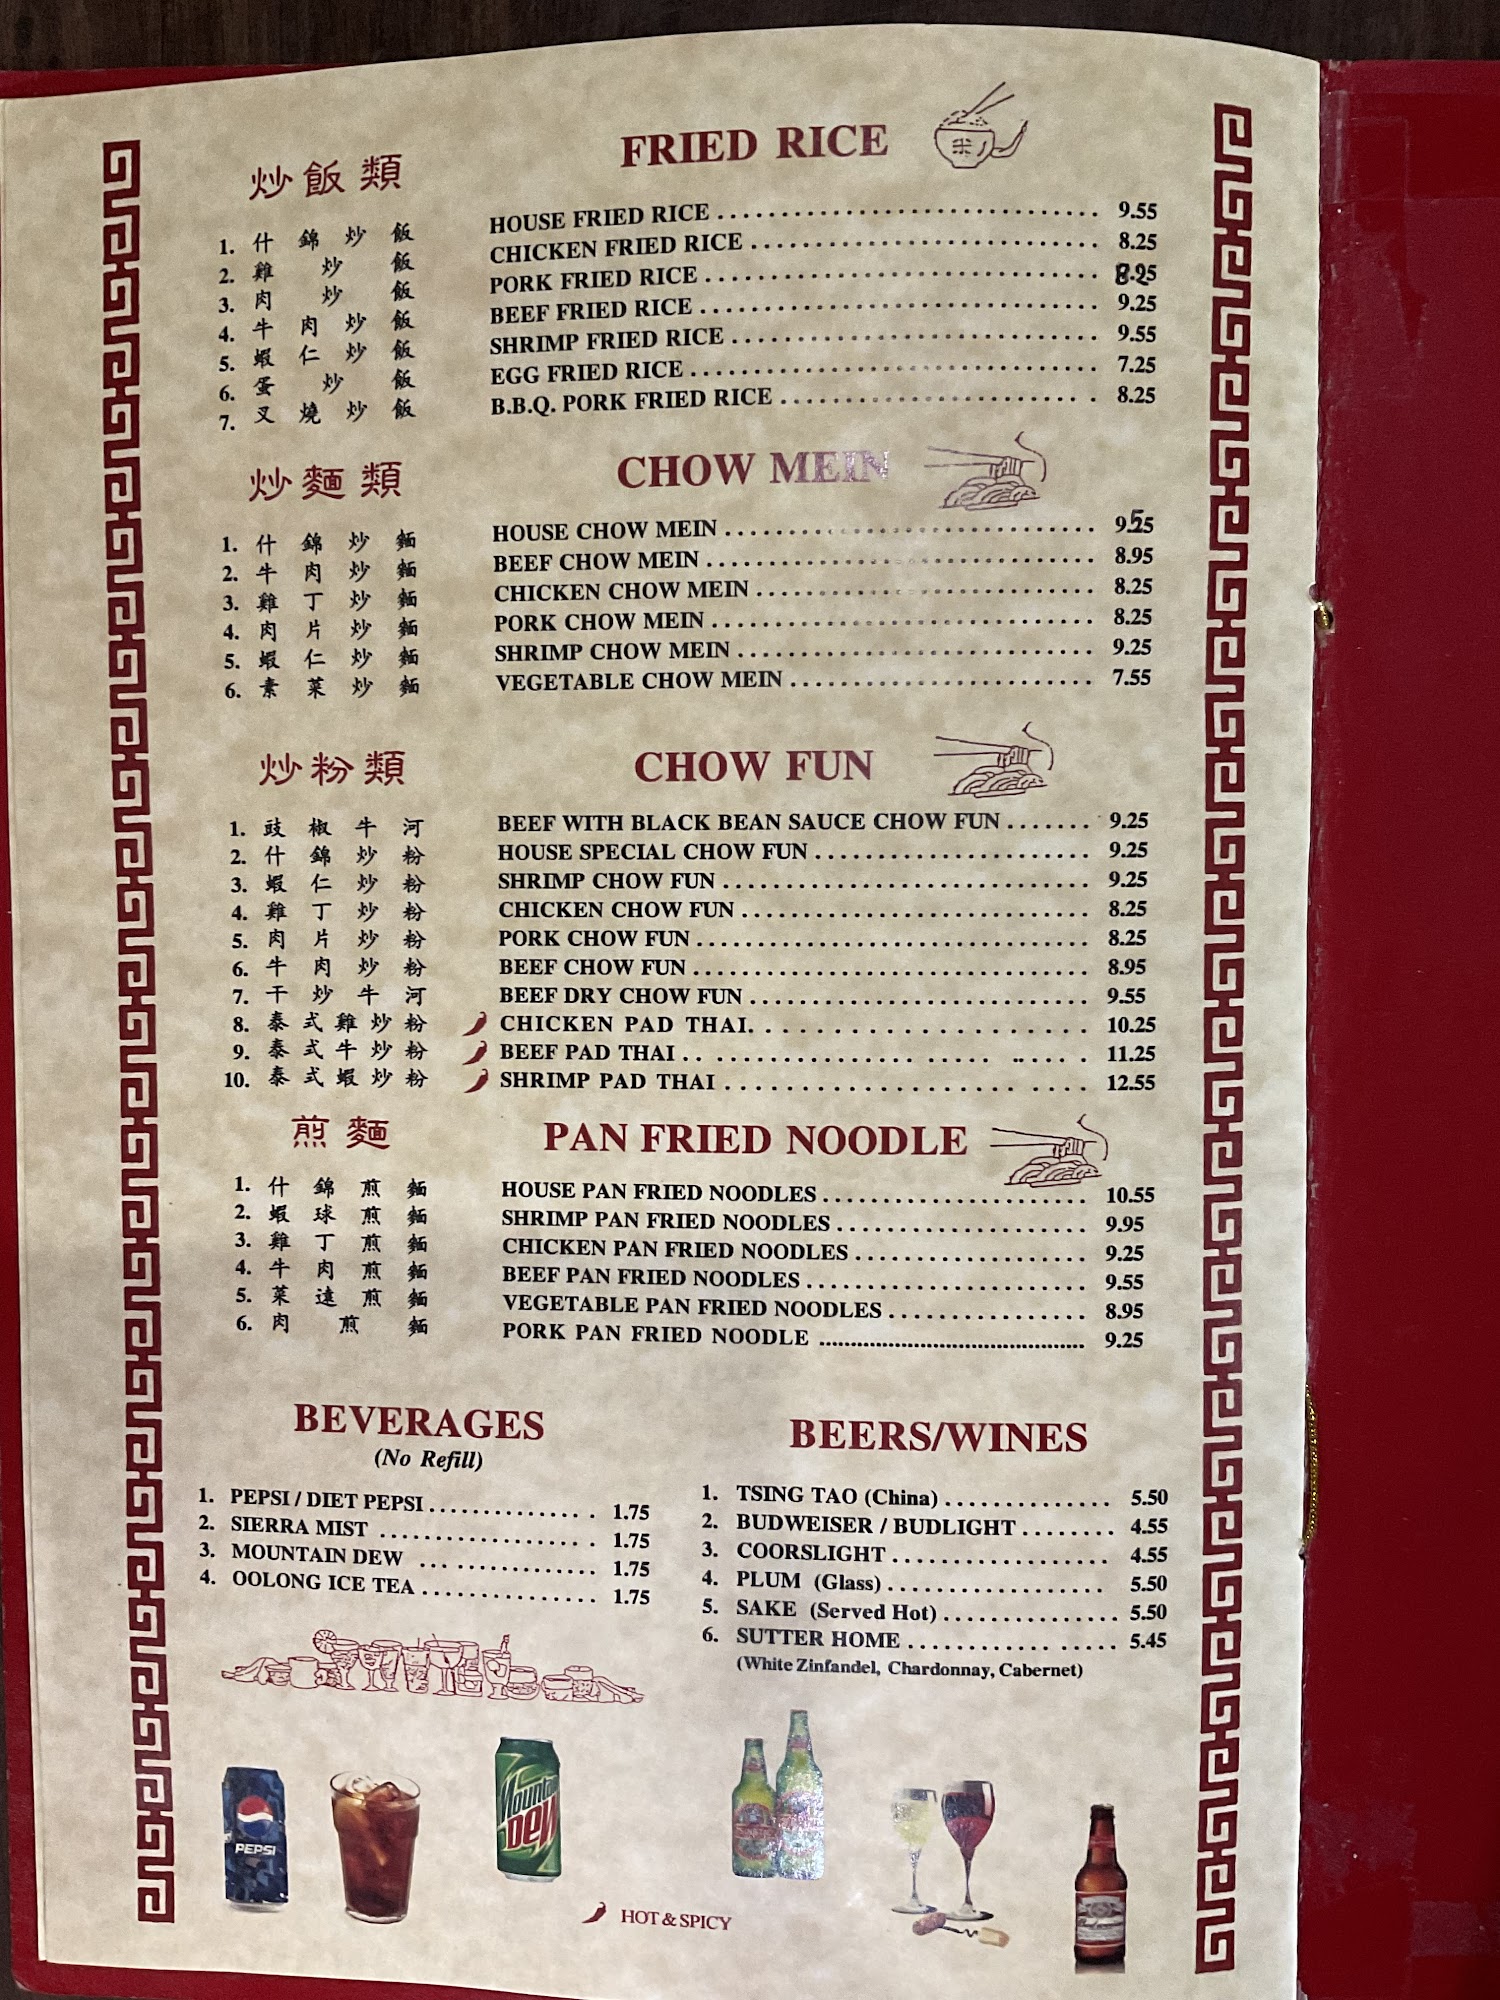 炒飯類 FRIED RICE
米
1. 什錦炒飯 HOUSE FRIED RICE 9.55
2. 雞炒飯 CHICKEN FRIED RICE 8.25
3. 肉炒飯 PORK FRIED RICE 8.25
4. 牛肉炒飯 BEEF FRIED RICE 9.25
5. 蝦仁炒飯 SHRIMP FRIED RICE 9.55
6. 蛋炒飯 EGG FRIED RICE 7.25
7. 叉燒炒飯 B.B.Q. PORK FRIED RICE 8.25
炒麵類 CHOW MEIN
1. 什錦炒麵 HOUSE CHOW MEIN
2. 牛肉炒麵 BEEF CHOW MEIN 8.95
3. 雞丁炒麵 CHICKEN CHOW MEIN 8.25
4. 肉片炒麵 PORK CHOW MEIN 8.25
5. 蝦仁炒麵 SHRIMP CHOW MEIN 9.25
6. 素菜炒麵 VEGETABLE CHOW MEIN 7.55
炒粉類 CHOW FUN
1. 豉椒牛河 BEEF WITH BLACK BEAN SAUCE CHOW FUN 9.25
2. 什錦炒粉 HOUSE SPECIAL CHOW FUN 9.25
3. 蝦仁炒粉 SHRIMP CHOW FUN 9.25
4. 雞丁炒粉 CHICKEN CHOW FUN 8.25
5. 肉片炒粉 PORK CHOW FUN 8.25
6. 牛肉炒粉 BEEF CHOW FUN 8.95
7. 干炒牛河 BEEF DRY CHOW FUN 9.55
8. 泰式雞炒粉 CHICKEN PAD THAI 10.25
9. 泰式牛炒粉 BEEF PAD THAI 11.25
10. 泰式蝦炒粉 SHRIMP PAD THAI 12.55
煎麵 PAN FRIED NOODLE
1. 什錦煎麵 HOUSE PAN FRIED NOODLES 10.55
2. 蝦球煎麵 SHRIMP PAN FRIED NOODLES 9.95
3. 雞丁煎麵 CHICKEN PAN FRIED NOODLES 9.25
4. 牛肉煎麵 BEEF PAN FRIED NOODLES 9.55
5. 菜遠煎麵 VEGETABLE PAN FRIED NOODLES 8.95
6. 肉煎麵 PORK PAN FRIED NOODLE 9.25
BEVERAGES
(No Refill)
1. PEPSI / DIET PEPSI 1.75
2. SIERRA MIST 1.75
3. MOUNTAIN DEW 1.75
4. OOLONG ICE TEA 1.75
BEERS/WINES
1. TSING TAO (China) 5.50
2. BUDWEISER / BUDLIGHT 4.55
3. COORSLIGHT 4.55
4. PLUM (Glass) 5.50
5. SAKE (Served Hot) 5.50
6. SUTTER HOME 5.45
(White Zinfandel, Chardonnay, Cabernet)
PEPSI
Mountain
Dew
HOT & SPICY